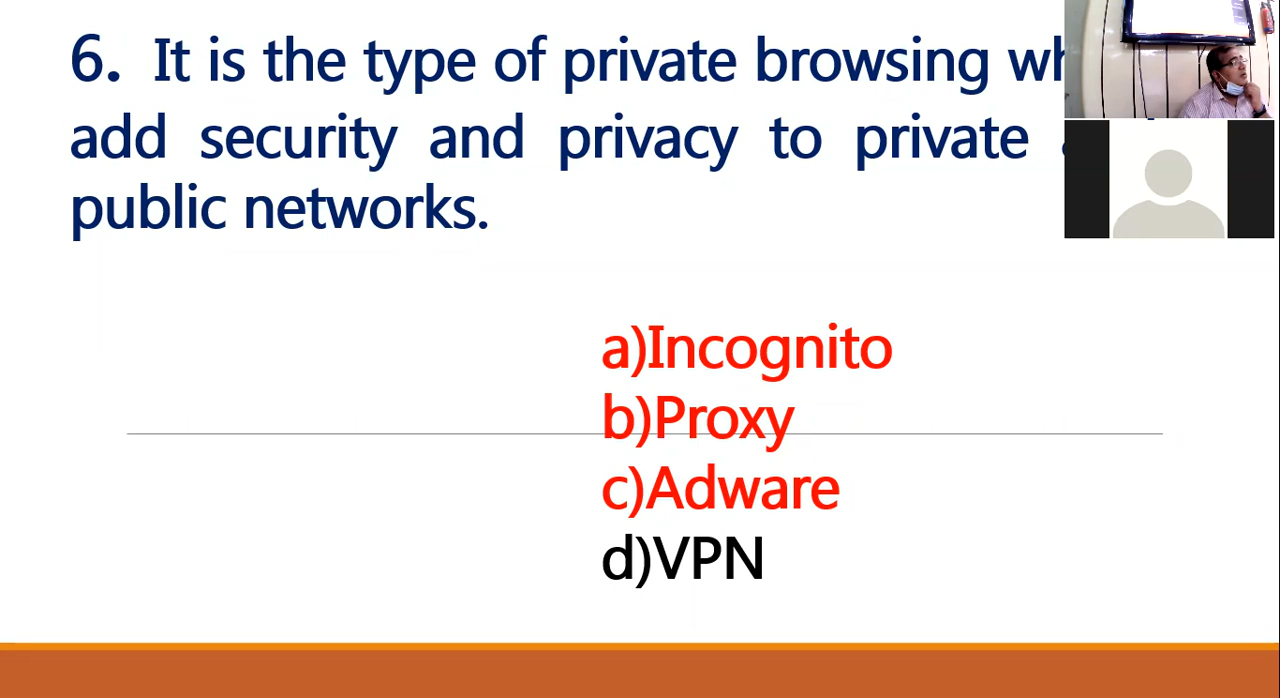 6. It is the type of private browsing
add security and privacy to private
public networks.
a)Incognito
b)Proxy
c)Adware
d)VPN